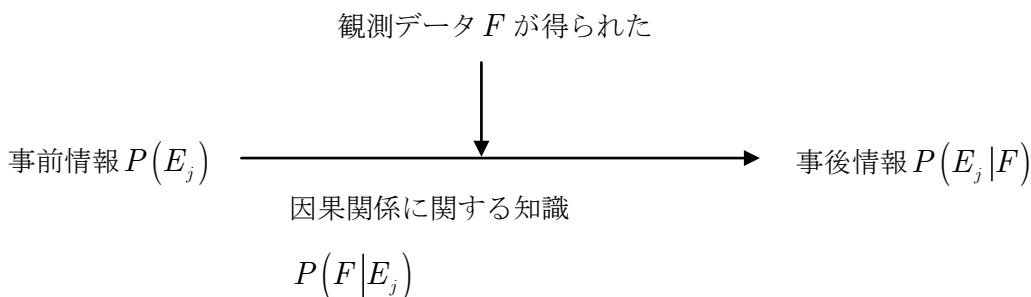 観測データ F が得られた
事前情報 P(E_j)
事後情報 P(E_j|F)
因果関係に関する知識
P(F|E_j)